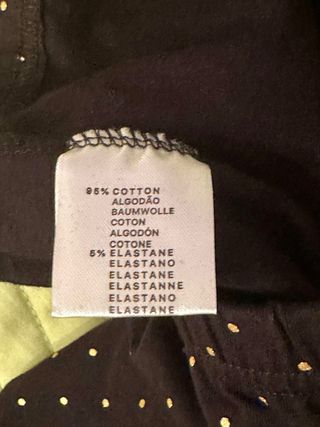 95% COTTON
ALGODÃO
BAUMWOLLE
COTON
ALGODÓN
COTONE
5% ELASTANE
ELASTANO
ELASTANE
ELASTANNE
ELASTANO
ELASTANE